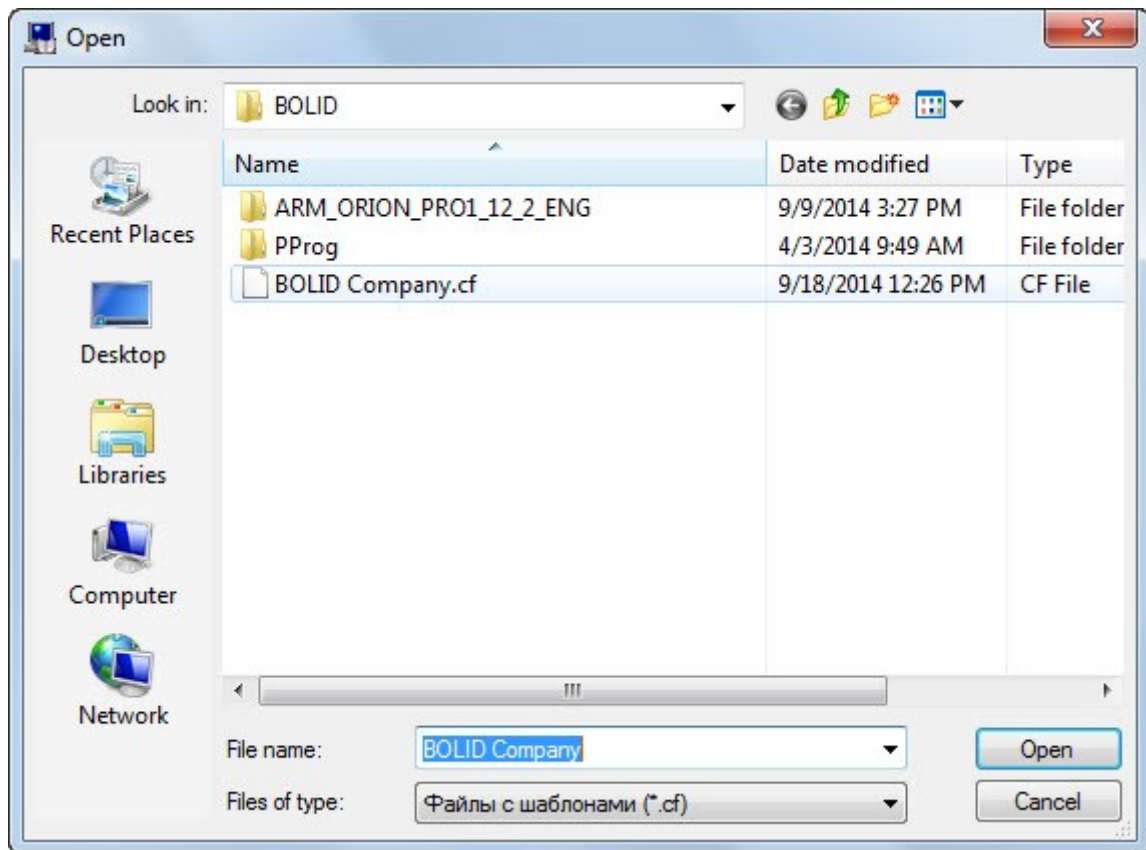 Open
Look in: BOLID
Name Date modified Type
ARM_ORION_PRO1_12_2_ENG 9/9/2014 3:27 PM File folder
PProg 4/3/2014 9:49 AM File folder
BOLID Company.cf 9/18/2014 12:26 PM CF File
Recent Places
Desktop
Libraries
Computer
Network
File name: BOLID Company Open
Files of type: Файлы с шаблонами (*.cf) Cancel